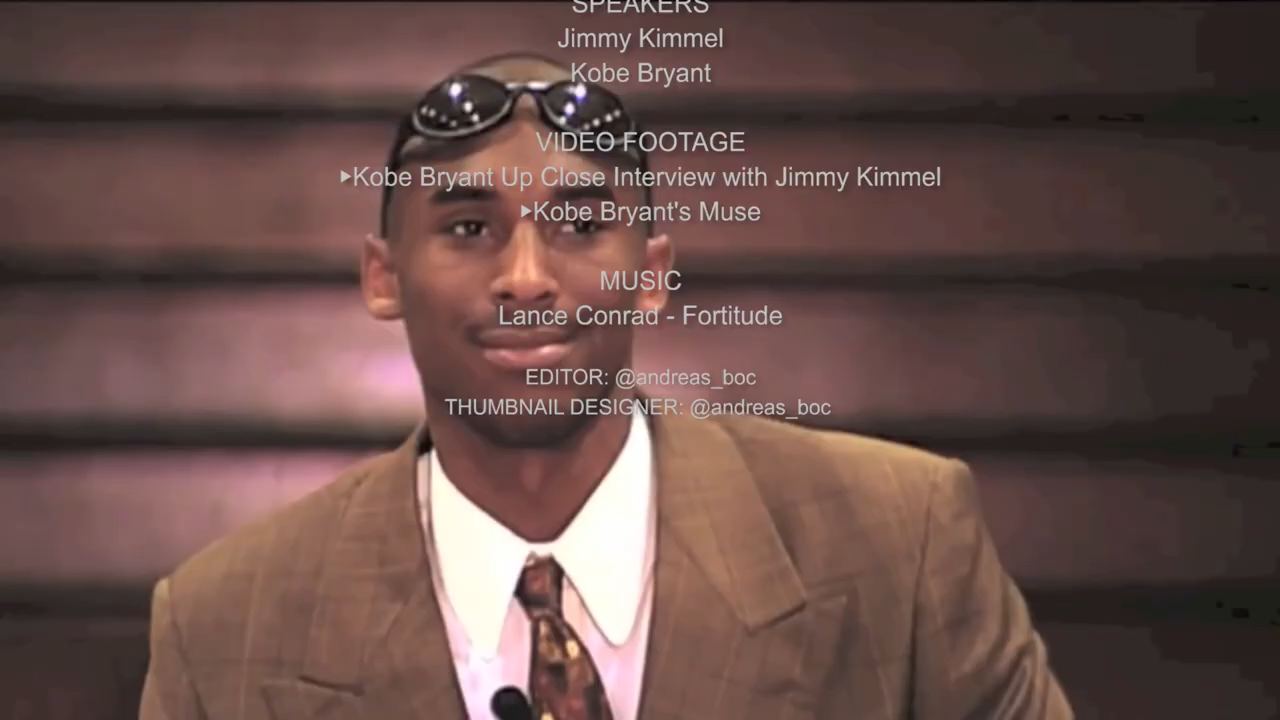 SPEAKERS
Jimmy Kimmel
Kobe Bryant
VIDEO FOOTAGE
▶Kobe Bryant Up Close Interview with Jimmy Kimmel
▶Kobe Bryant's Muse
MUSIC
Lance Conrad - Fortitude
EDITOR: @andreas_boc
THUMBNAIL DESIGNER: @andreas_boc